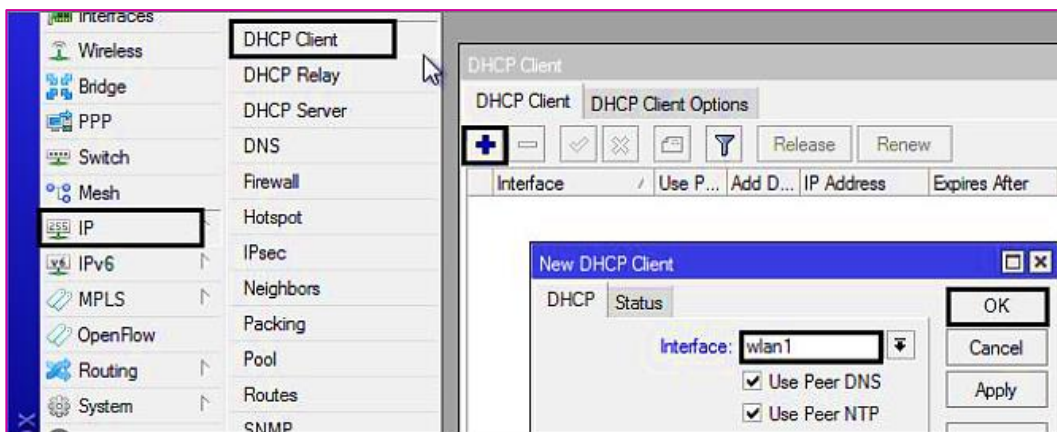 Interfaces
Wireless
Bridge
PPP
Switch
Mesh
255 IP
v6 IPv6
MPLS
OpenFlow
Routing
System
DHCP Client
DHCP Relay
DHCP Server
DNS
Firewall
Hotspot
IPsec
Neighbors
Packing
Pool
Routes
SNMP
DHCP Client
DHCP Client DHCP Client Options
Release Renew
Interface Use P... Add D... IP Address Expires After
New DHCP Client
DHCP Status
Interface: wlan1
Use Peer DNS
Use Peer NTP
OK
Cancel
Apply